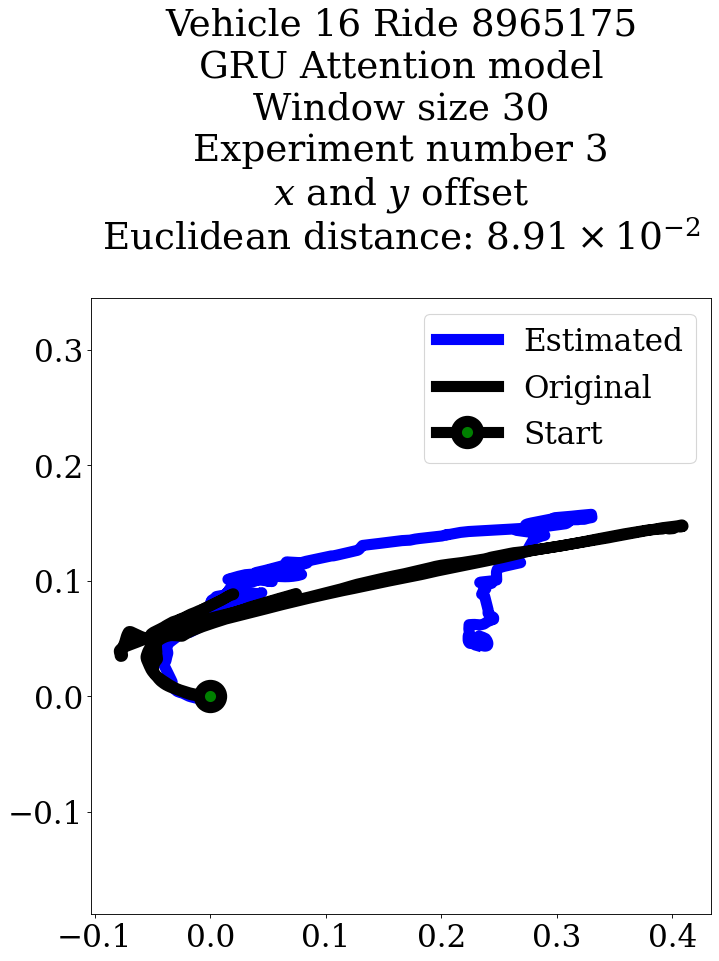 Vehicle 16 Ride 8965175
GRU Attention model
Window size 30
Experiment number 3
x and y offset
Euclidean distance: 8.91 × 10⁻²
Estimated
Original
Start
0.3
0.2
0.1
0.0
−0.1
−0.1 0.0 0.1 0.2 0.3 0.4